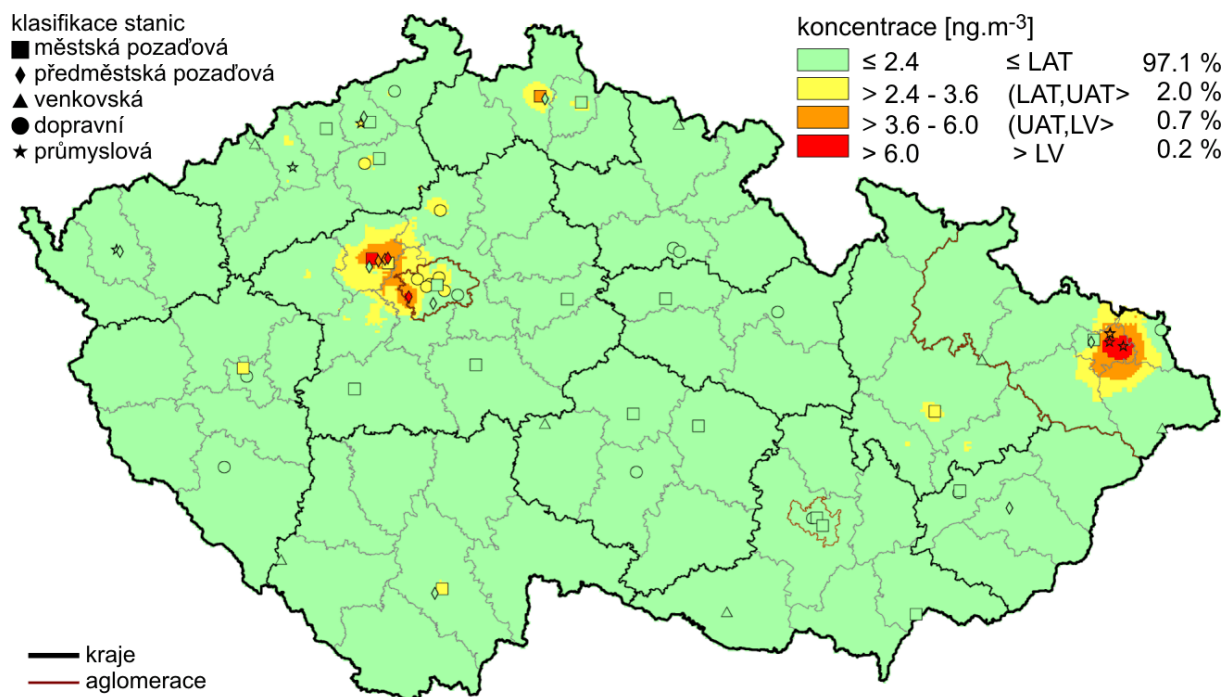 klasifikace stanic
městská pozaďová
předměstská pozaďová
venkovská
dopravní
průmyslová
koncentrace [ng.m-3]
≤ 2.4 ≤ LAT 97.1 %
> 2.4 - 3.6 (LAT,UAT> 2.0 %
> 3.6 - 6.0 (UAT,LV> 0.7 %
> 6.0 > LV 0.2 %
kraje
aglomerace